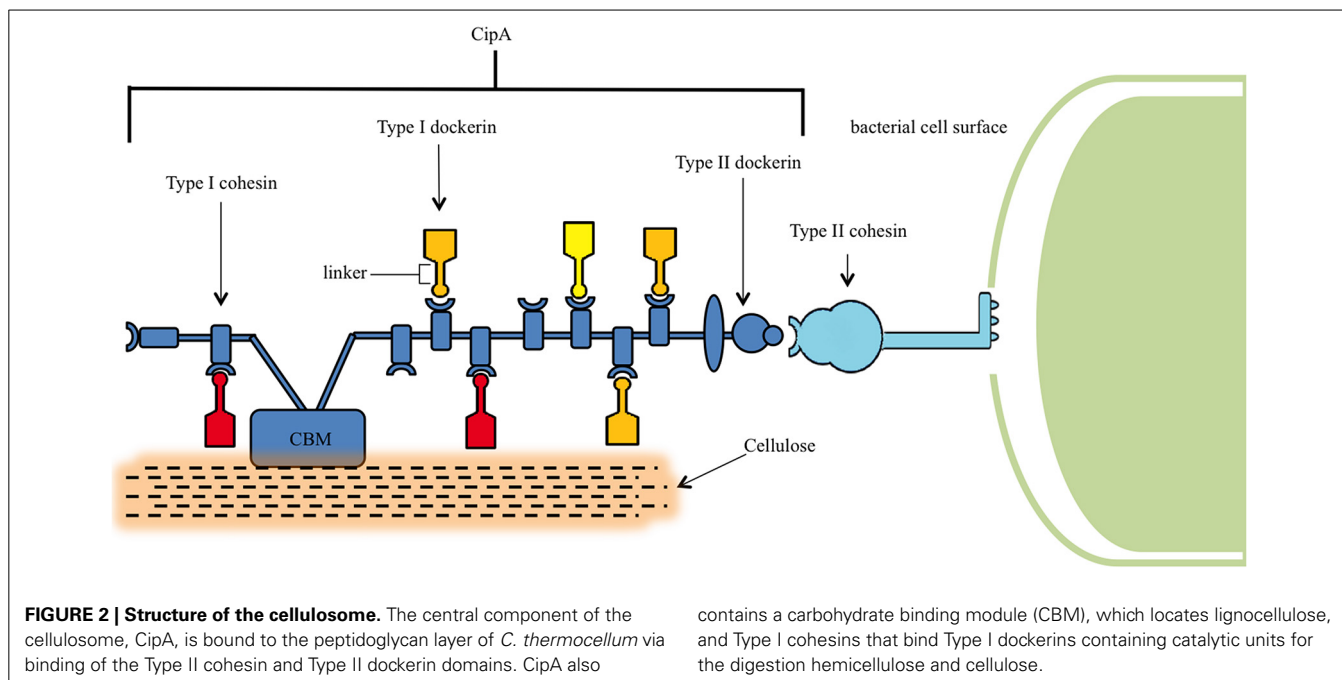 CipA
Type I dockerin
bacterial cell surface
Type II dockerin
Type I cohesin
Type II cohesin
linker
CBM
Cellulose
FIGURE 2 | Structure of the cellulosome. The central component of the
cellulosome, CipA, is bound to the peptidoglycan layer of C. thermocellum via
binding of the Type II cohesin and Type II dockerin domains. CipA also
contains a carbohydrate binding module (CBM), which locates lignocellulose,
and Type I cohesins that bind Type I dockerins containing catalytic units for
the digestion hemicellulose and cellulose.